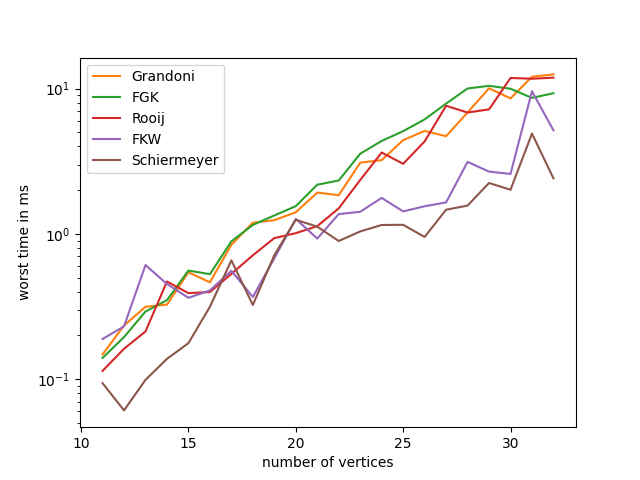 Grandoni
FGK
Rooij
FKW
Schiermeyer
10¹
10⁰
10⁻¹
worst time in ms
10 15 20 25 30
number of vertices